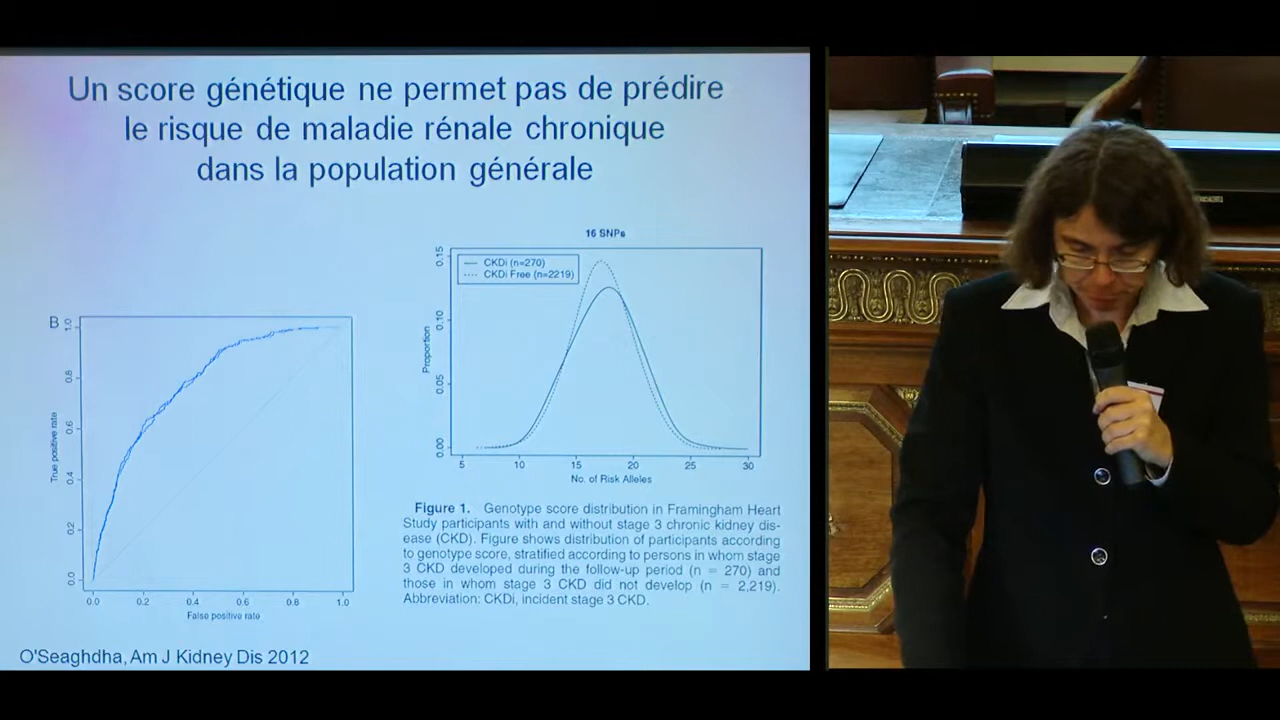 Un score génétique ne permet pas de prédire
le risque de maladie rénale chronique
dans la population générale
B
True positive rate
1.0
0.8
0.6
0.4
0.2
0.0
0.0 0.2 0.4 0.6 0.8 1.0
False positive rate
16 SNPs
CKDi (n=270)
CKDi Free (n=2219)
Proportion
0.15
0.10
0.05
0.00
5 10 15 20 25 30
No. of Risk Alleles
Figure 1. Genotype score distribution in Framingham Heart
Study participants with and without stage 3 chronic kidney dis-
ease (CKD). Figure shows distribution of participants according
to genotype score, stratified according to persons in whom stage
3 CKD developed during the follow-up period (n = 270) and
those in whom stage 3 CKD did not develop (n = 2,219).
Abbreviation: CKDi, incident stage 3 CKD.
O'Seaghdha, Am J Kidney Dis 2012